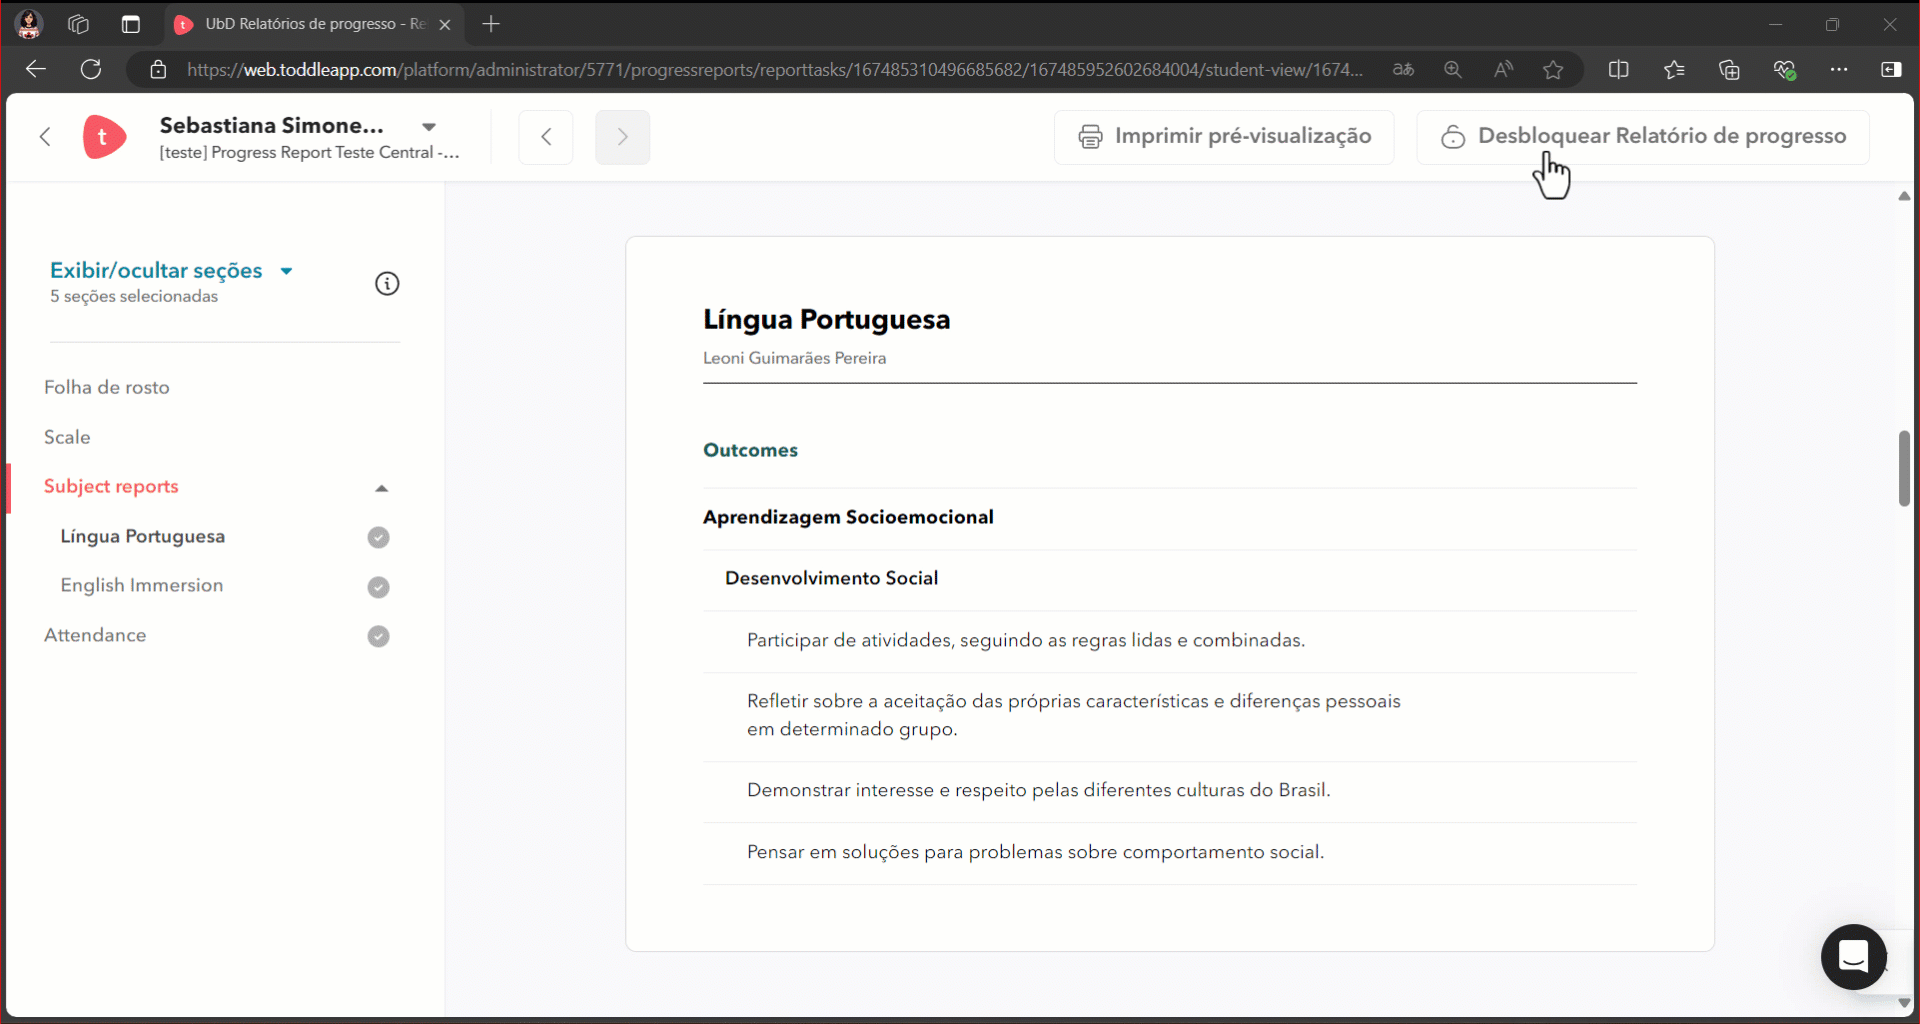 UbD Relatórios de progresso - Re
https://web.toddleapp.com/platform/administrator/5771/progressreports/reporttasks/167485310496685682/167485952602684004/student-view/1674...
Sebastiana Simone...
[teste] Progress Report Teste Central -...
Imprimir pré-visualização
Desbloquear Relatório de progresso
Exibir/ocultar seções
5 seções selecionadas
Folha de rosto
Scale
Subject reports
Língua Portuguesa
English Immersion
Attendance
Língua Portuguesa
Leoni Guimarães Pereira
Outcomes
Aprendizagem Socioemocional
Desenvolvimento Social
Participar de atividades, seguindo as regras lidas e combinadas.
Refletir sobre a aceitação das próprias características e diferenças pessoais
em determinado grupo.
Demonstrar interesse e respeito pelas diferentes culturas do Brasil.
Pensar em soluções para problemas sobre comportamento social.